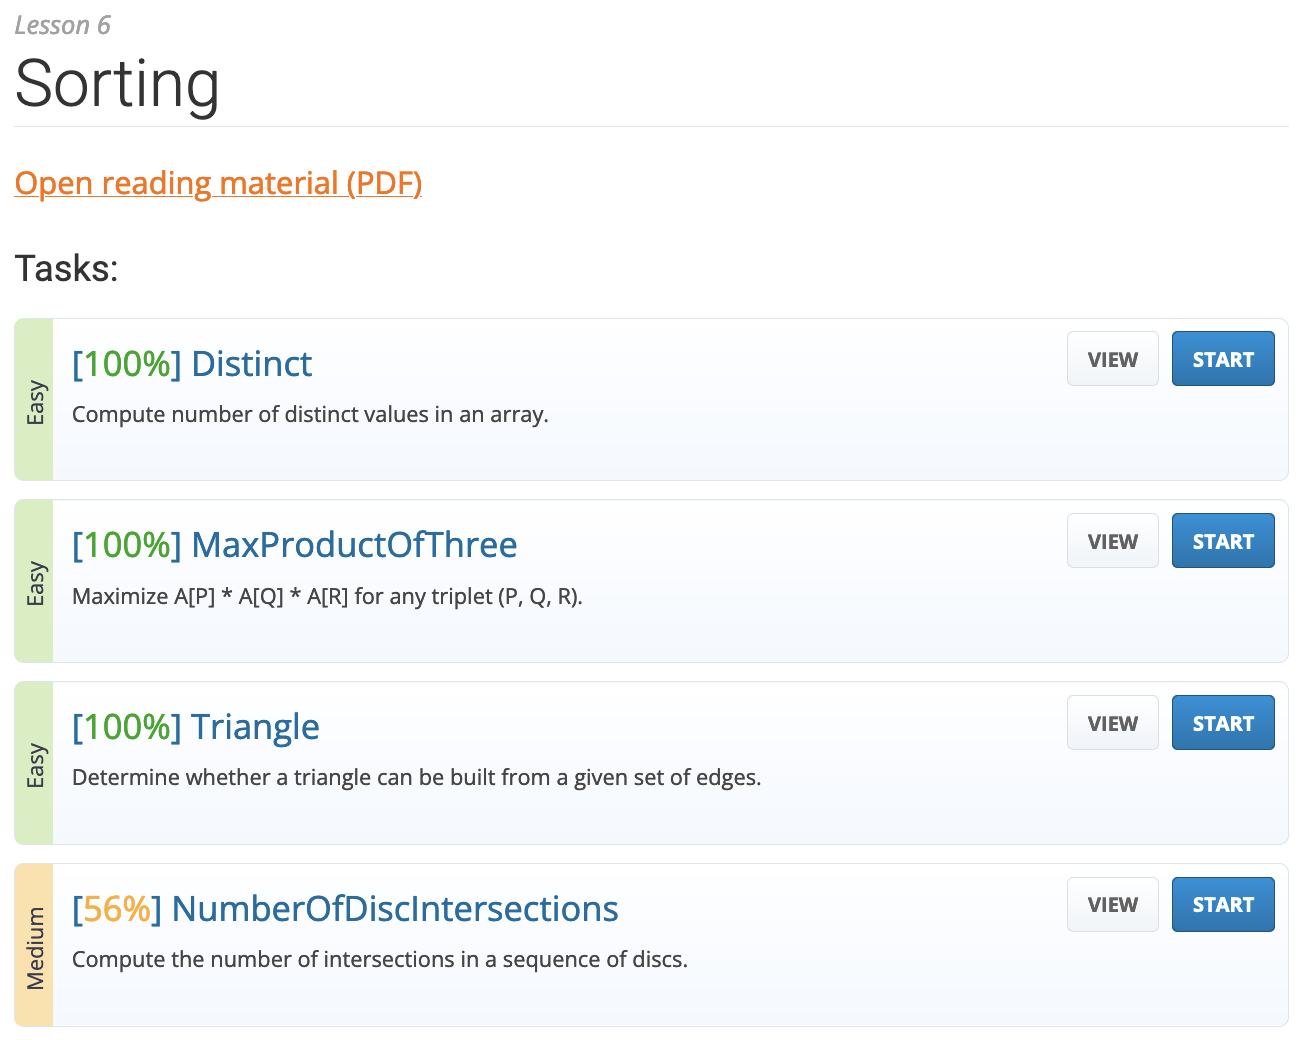 Lesson 6
Sorting
Open reading material (PDF)
Tasks:
Easy
[100%] Distinct
VIEW
START
Compute number of distinct values in an array.
Easy
[100%] MaxProductOfThree
VIEW
START
Maximize A[P] * A[Q] * A[R] for any triplet (P, Q, R).
Easy
[100%] Triangle
VIEW
START
Determine whether a triangle can be built from a given set of edges.
Medium
[56%] NumberOfDiscIntersections
VIEW
START
Compute the number of intersections in a sequence of discs.